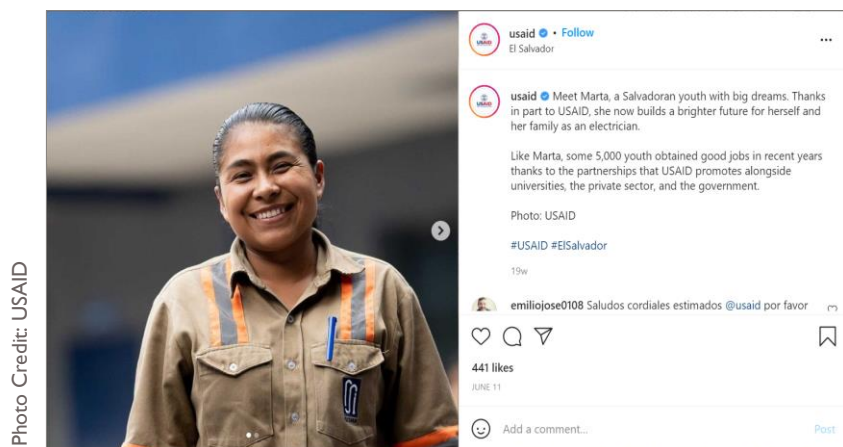 Photo Credit: USAID
usaid • Follow
El Salvador
usaid Meet Marta, a Salvadoran youth with big dreams. Thanks
in part to USAID, she now builds a brighter future for herself and
her family as an electrician.
Like Marta, some 5,000 youth obtained good jobs in recent years
thanks to the partnerships that USAID promotes alongside
universities, the private sector, and the government.
Photo: USAID
#USAID #ElSalvador
19w
emiliojose0108 Saludos cordiales estimados @usaid por favor
441 likes
JUNE 11
Add a comment...
Post